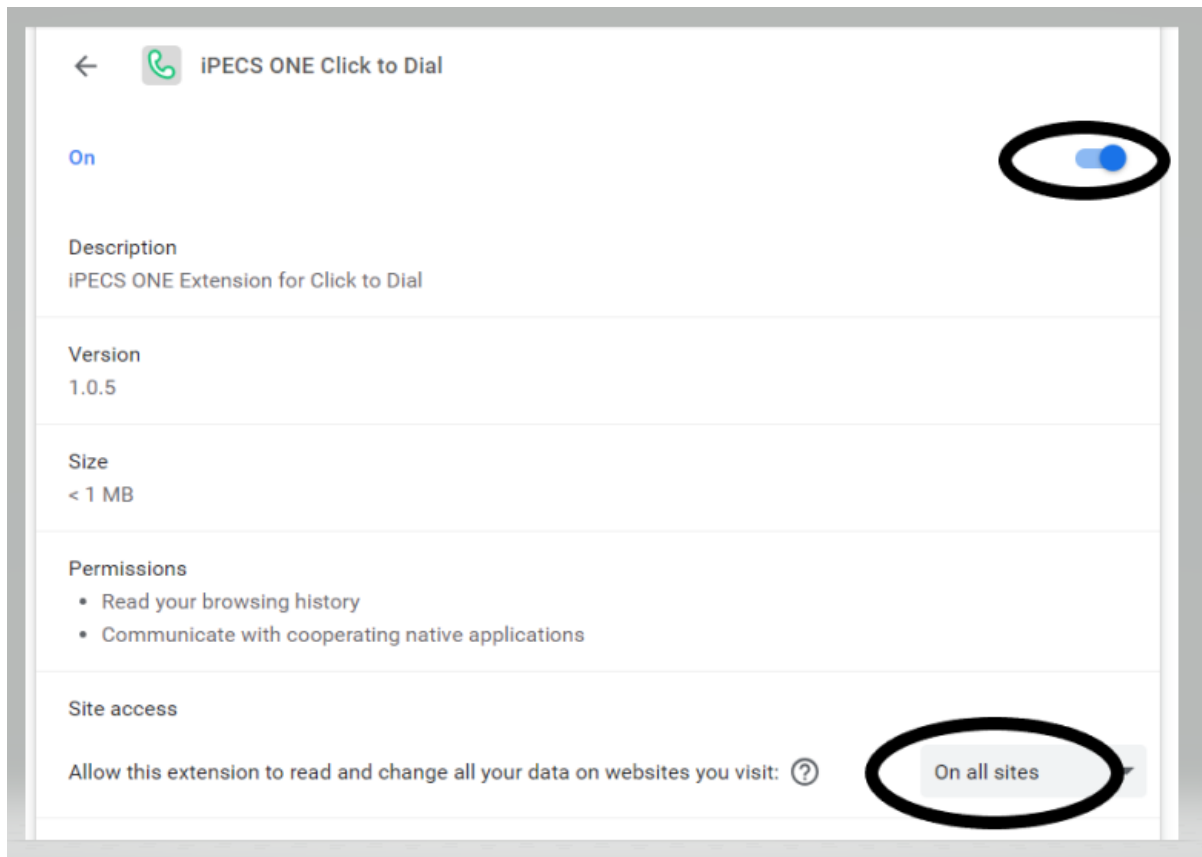 iPECS ONE Click to Dial
On
Description
iPECS ONE Extension for Click to Dial
Version
1.0.5
Size
< 1 MB
Permissions
• Read your browsing history
• Communicate with cooperating native applications
Site access
Allow this extension to read and change all your data on websites you visit: ? On all sites